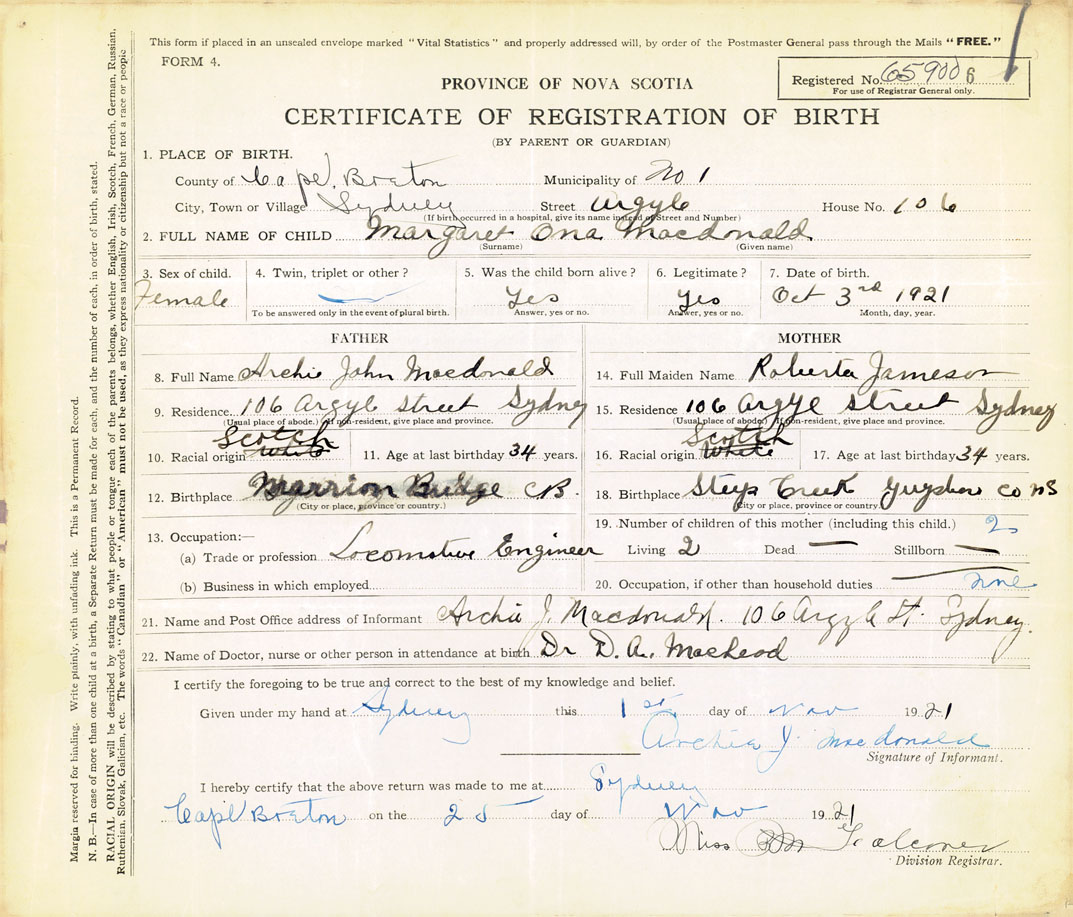 This form if placed in an unsealed envelope marked "Vital Statistics" and properly addressed will, by order of the Postmaster General pass through the Mails "FREE."
FORM 4.
Registered No. 659006
For use of Registrar General only.
PROVINCE OF NOVA SCOTIA
CERTIFICATE OF REGISTRATION OF BIRTH
(BY PARENT OR GUARDIAN)
1. PLACE OF BIRTH.
County of Cape Breton Municipality of No 1
City, Town or Village Sydney Street Argyle House No. 106
(If birth occurred in a hospital, give its name instead of Street and Number)
2. FULL NAME OF CHILD Margaret Ona Macdonald
(Surname) (Given name)
3. Sex of child. 4. Twin, triplet or other? 5. Was the child born alive? 6. Legitimate? 7. Date of birth.
Female Yes Yes Oct 3rd 1921
To be answered only in the event of plural birth. Answer, yes or no. Answer, yes or no. Month, day, year.
FATHER MOTHER
8. Full Name Archie John Macdonald 14. Full Maiden Name Roberta Jameson
9. Residence 106 Argyle Street Sydney 15. Residence 106 Argyle Street Sydney
(Usual place of abode.) (If non-resident, give place and province. (Usual place of abode.) If non-resident, give place and province.
Scotch Scotch
10. Racial origin White 11. Age at last birthday 34 years. 16. Racial origin White 17. Age at last birthday 34 years.
12. Birthplace Marrion Bridge CB. 18. Birthplace Steep Creek Guysboro Co NS
(City or place, province or country.) (City or place, province or country.)
19. Number of children of this mother (including this child.) 2
13. Occupation:—
(a) Trade or profession Locomotive Engineer Living 2 Dead — Stillborn —
(b) Business in which employed 20. Occupation, if other than household duties none
21. Name and Post Office address of Informant Archie J. Macdonald. 106 Argyle St. Sydney.
22. Name of Doctor, nurse or other person in attendance at birth Dr D. A. MacLeod
I certify the foregoing to be true and correct to the best of my knowledge and belief.
Given under my hand at Sydney this 1st day of Nov 1921
Archie J. Macdonald
Signature of Informant.
I hereby certify that the above return was made to me at Sydney
Cape Breton on the 25 day of Nov 1921
Miss Falconer
Division Registrar.
Margia reserved for binding. Write plainly, with unfading ink. This is a Permanent Record.
N. B.—In case of more than one child at a birth, a Separate Return must be made for each, and the number of each, in order of birth, stated.
RACIAL ORIGIN will be described by stating to what people or tongue each of the parents belongs, whether English, Irish, Scotch, French, German, Russian,
Ruthenian, Slovak, Galician, etc. The words "Canadian" or "American" must not be used, as they express nationality or citizenship but not a race or people